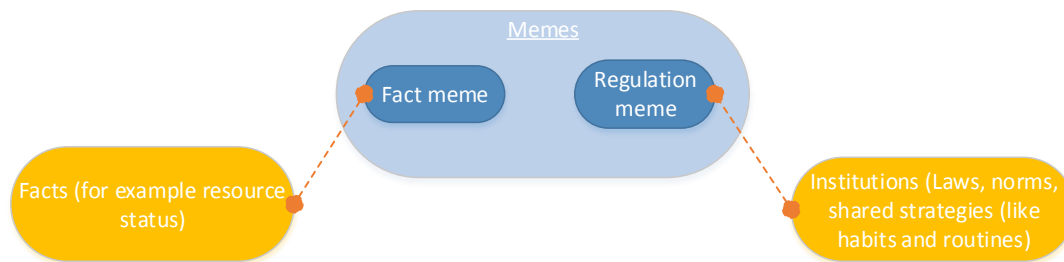 Memes
Fact meme
Regulation
meme
Facts (for example resource
status)
Institutions (Laws, norms,
shared strategies (like
habits and routines)